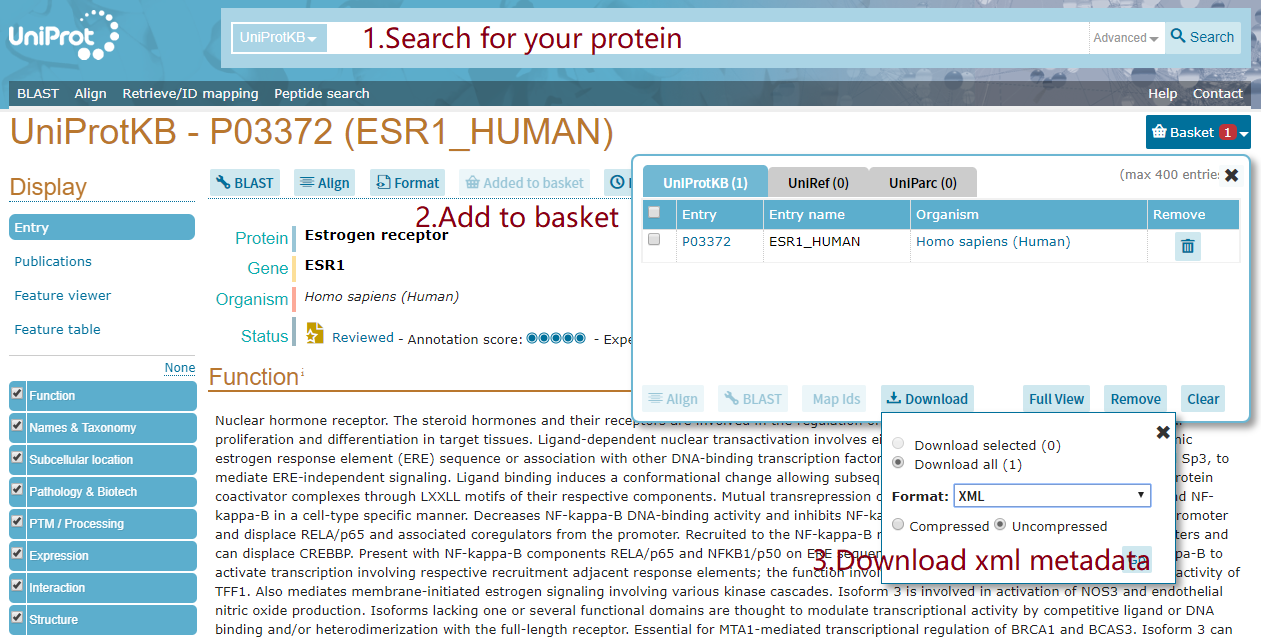 UniProt
UniProtKB
1.Search for your protein
Advanced
Search
BLAST Align Retrieve/ID mapping Peptide search
Help Contact
UniProtKB - P03372 (ESR1_HUMAN)
Basket 1
Display
BLAST Align Format Added to basket
UniProtKB (1) UniRef (0) UniParc (0)
(max 400 entries
Entry Entry name Organism Remove
P03372 ESR1_HUMAN Homo sapiens (Human)
2.Add to basket
Entry
Publications
Feature viewer
Feature table
None
Function
Names & Taxonomy
Subcellular location
Pathology & Biotech
PTM / Processing
Expression
Interaction
Structure
Protein Estrogen receptor
Gene ESR1
Organism Homo sapiens (Human)
Status Reviewed - Annotation score: - Expe
Align BLAST Map Ids Download Full View Remove Clear
Download selected (0)
Download all (1)
Format: XML
Compressed Uncompressed
3.Download xml metadata
Function i
Nuclear hormone receptor. The steroid hormones and their receptors are involved in the regulation of
proliferation and differentiation in target tissues. Ligand-dependent nuclear transactivation involves ei nic
estrogen response element (ERE) sequence or association with other DNA-binding transcription factor Sp3, to
mediate ERE-independent signaling. Ligand binding induces a conformational change allowing subseq protein
coactivator complexes through LXXLL motifs of their respective components. Mutual transrepression nd NF-
kappa-B in a cell-type specific manner. Decreases NF-kappa-B DNA-binding activity and inhibits NF-ka promoter
and displace RELA/p65 and associated coregulators from the promoter. Recruited to the NF-kappa-B ters and
can displace CREBBP. Present with NF-kappa-B components RELA/p65 and NFKB1/p50 on ERE sequen pa-B to
activate transcription involving respective recruitment adjacent response elements; the function involv activity of
TFF1. Also mediates membrane-initiated estrogen signaling involving various kinase cascades. Isoform 3 is involved in activation of NOS3 and endothelial
nitric oxide production. Isoforms lacking one or several functional domains are thought to modulate transcriptional activity by competitive ligand or DNA
binding and/or heterodimerization with the full-length receptor. Essential for MTA1-mediated transcriptional regulation of BRCA1 and BCAS3. Isoform 3 can